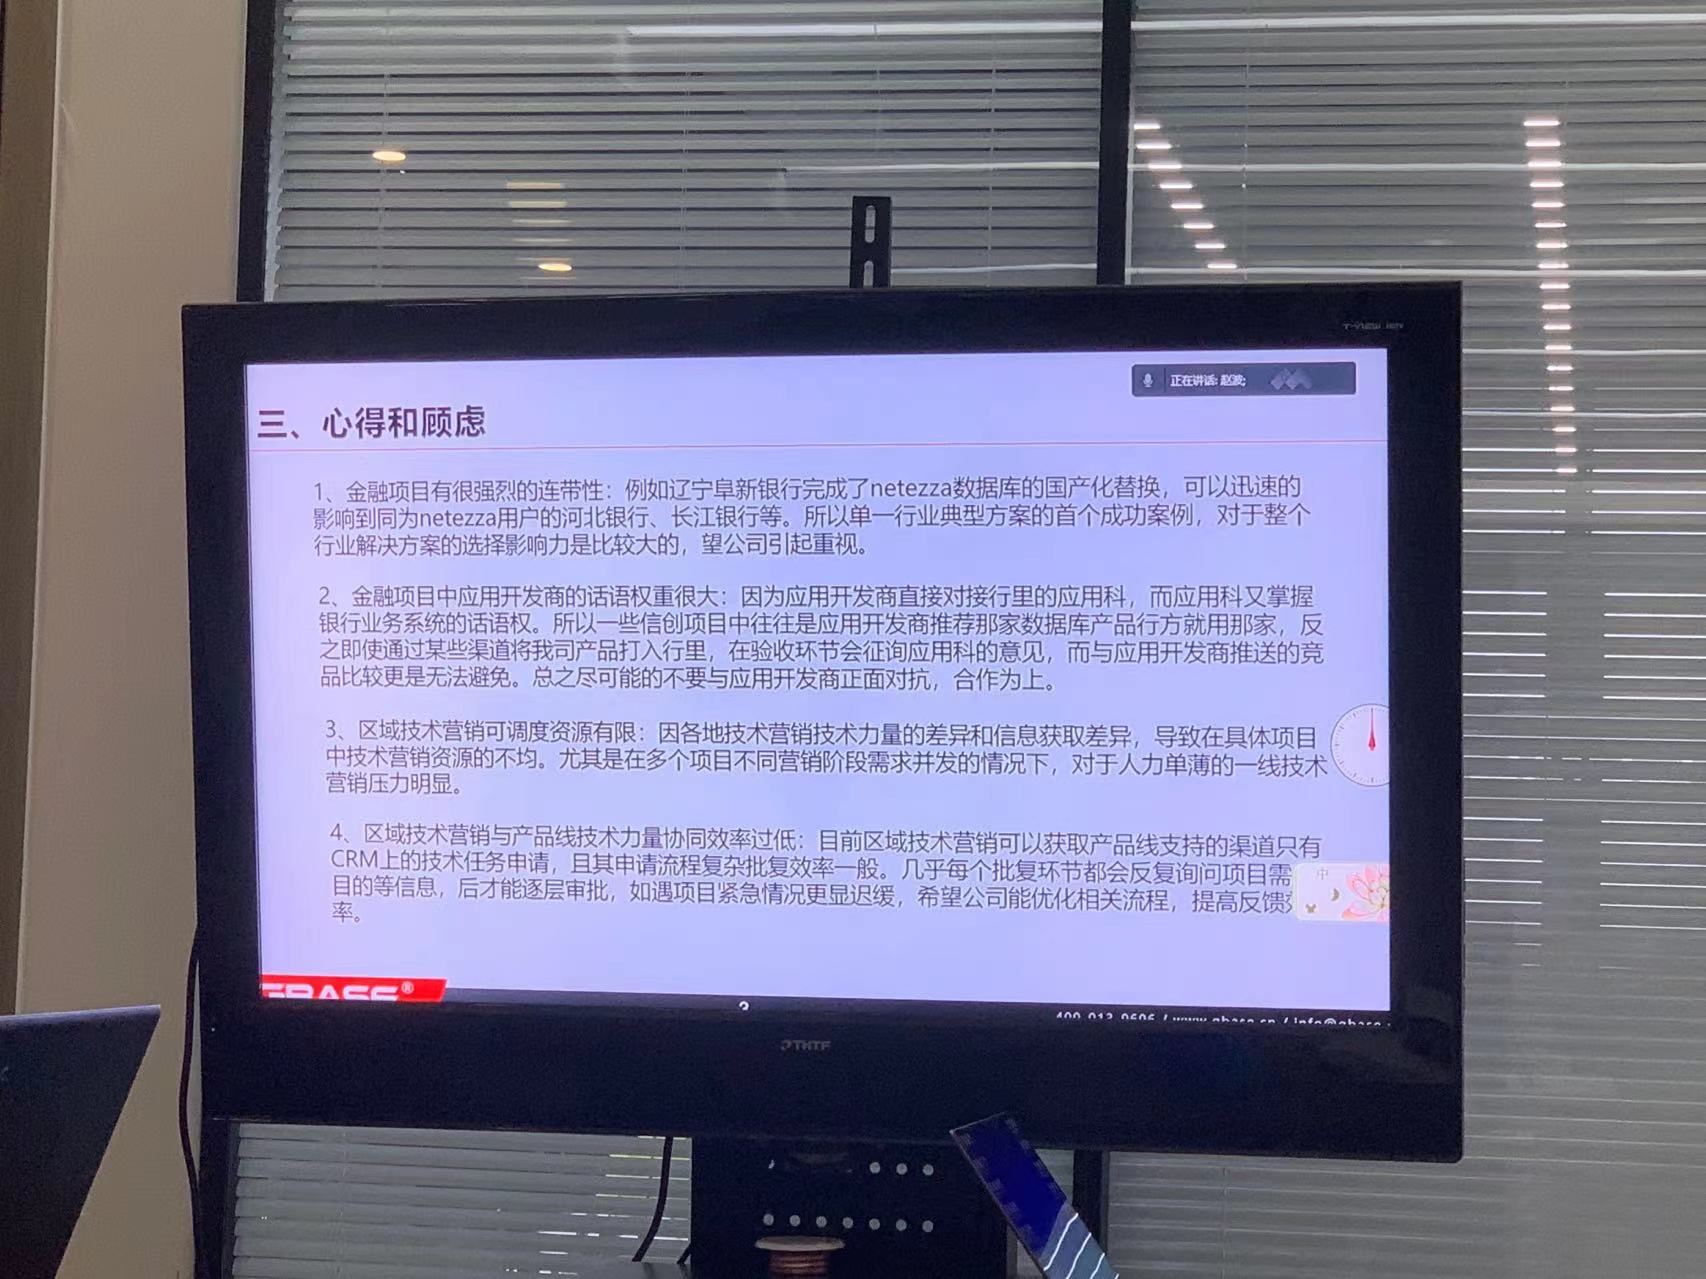 T-VIEW HDTV
正在讲话: 赵波;
三、心得和顾虑
1、金融项目有很强烈的连带性：例如辽宁阜新银行完成了netezza数据库的国产化替换，可以迅速的
影响到同为netezza用户的河北银行、长江银行等。所以单一行业典型方案的首个成功案例，对于整个
行业解决方案的选择影响力是比较大的，望公司引起重视。
2、金融项目中应用开发商的话语权重很大：因为应用开发商直接对接行里的应用科，而应用科又掌握
银行业务系统的话语权。所以一些信创项目中往往是应用开发商推荐那家数据库产品行方就用那家，反
之即使通过某些渠道将我司产品打入行里，在验收环节会征询应用科的意见，而与应用开发商推送的竞
品比较更是无法避免。总之尽可能的不要与应用开发商正面对抗，合作为上。
3、区域技术营销可调度资源有限：因各地技术营销技术力量的差异和信息获取差异，导致在具体项目
中技术营销资源的不均。尤其是在多个项目不同营销阶段需求并发的情况下，对于人力单薄的一线技术
营销压力明显。
4、区域技术营销与产品线技术力量协同效率过低：目前区域技术营销可以获取产品线支持的渠道只有
CRM上的技术任务申请，且其申请流程复杂批复效率一般。几乎每个批复环节都会反复询问项目需
目的等信息，后才能逐层审批，如遇项目紧急情况更显迟缓，希望公司能优化相关流程，提高反馈
率。
中
GBASE®
400-013-9696 / www.gbase.cn / info@gbase.
THTF